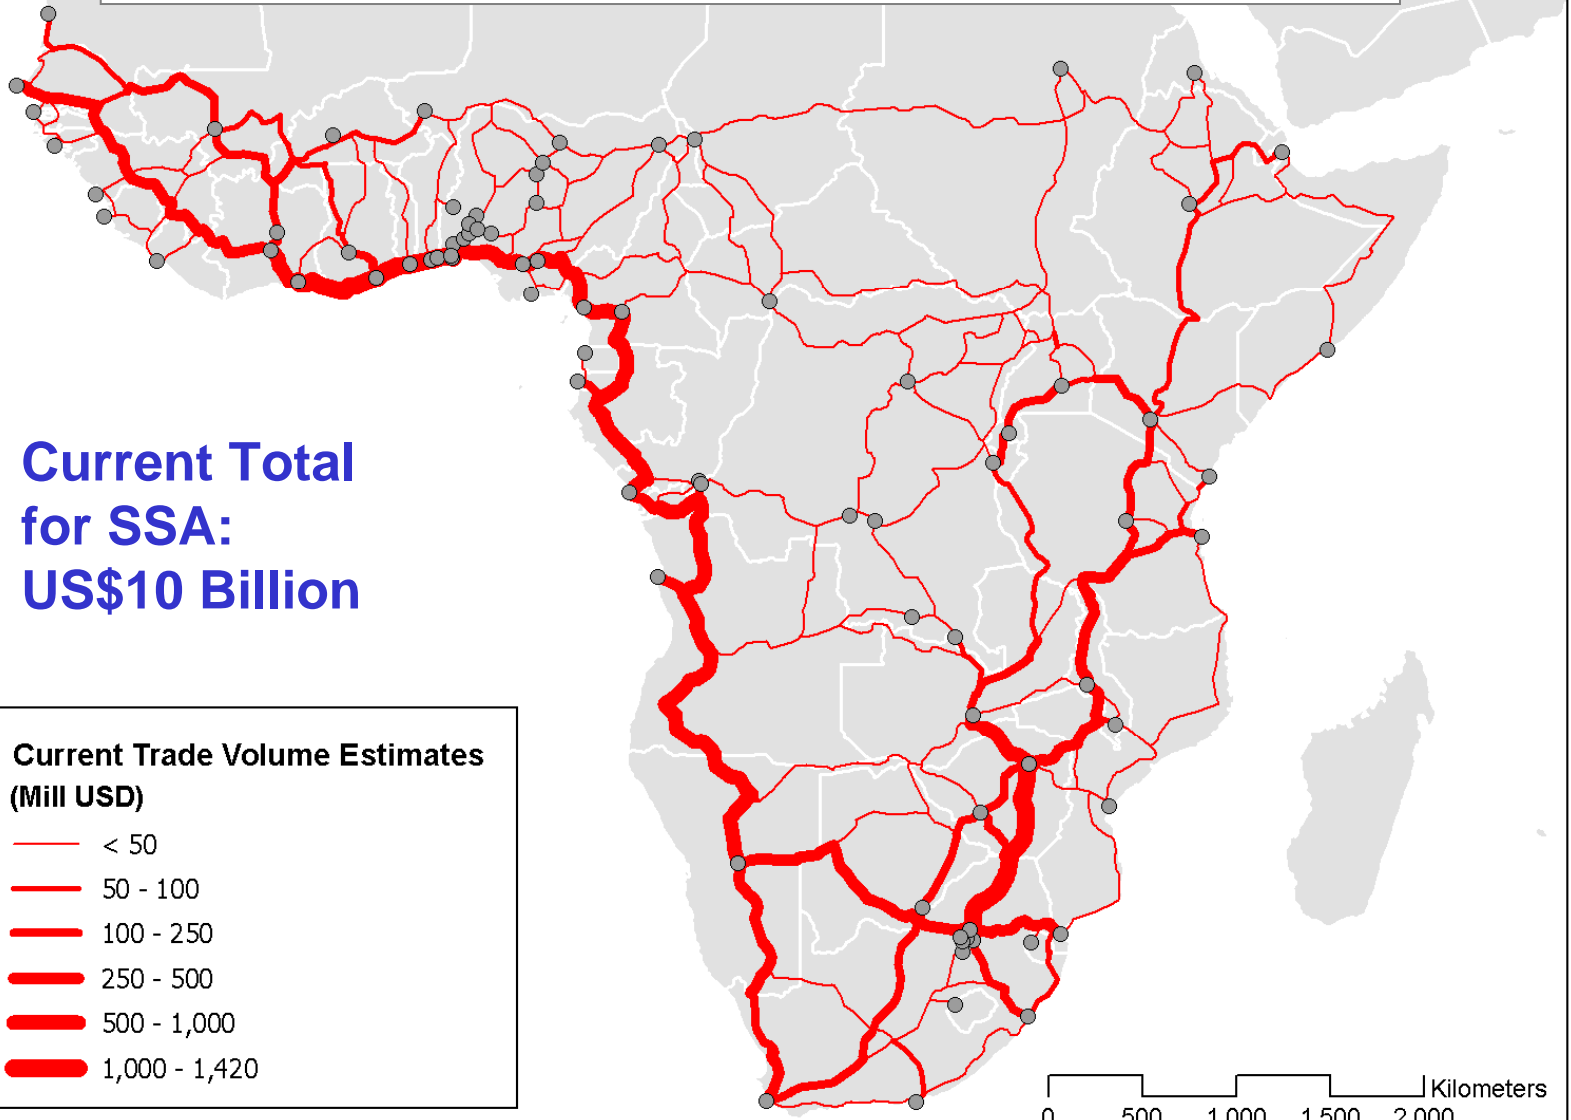 Current Total
for SSA:
US$10 Billion
Current Trade Volume Estimates
(Mill USD)
< 50
50 - 100
100 - 250
250 - 500
500 - 1,000
1,000 - 1,420
Kilometers
0 500 1,000 1,500 2,000